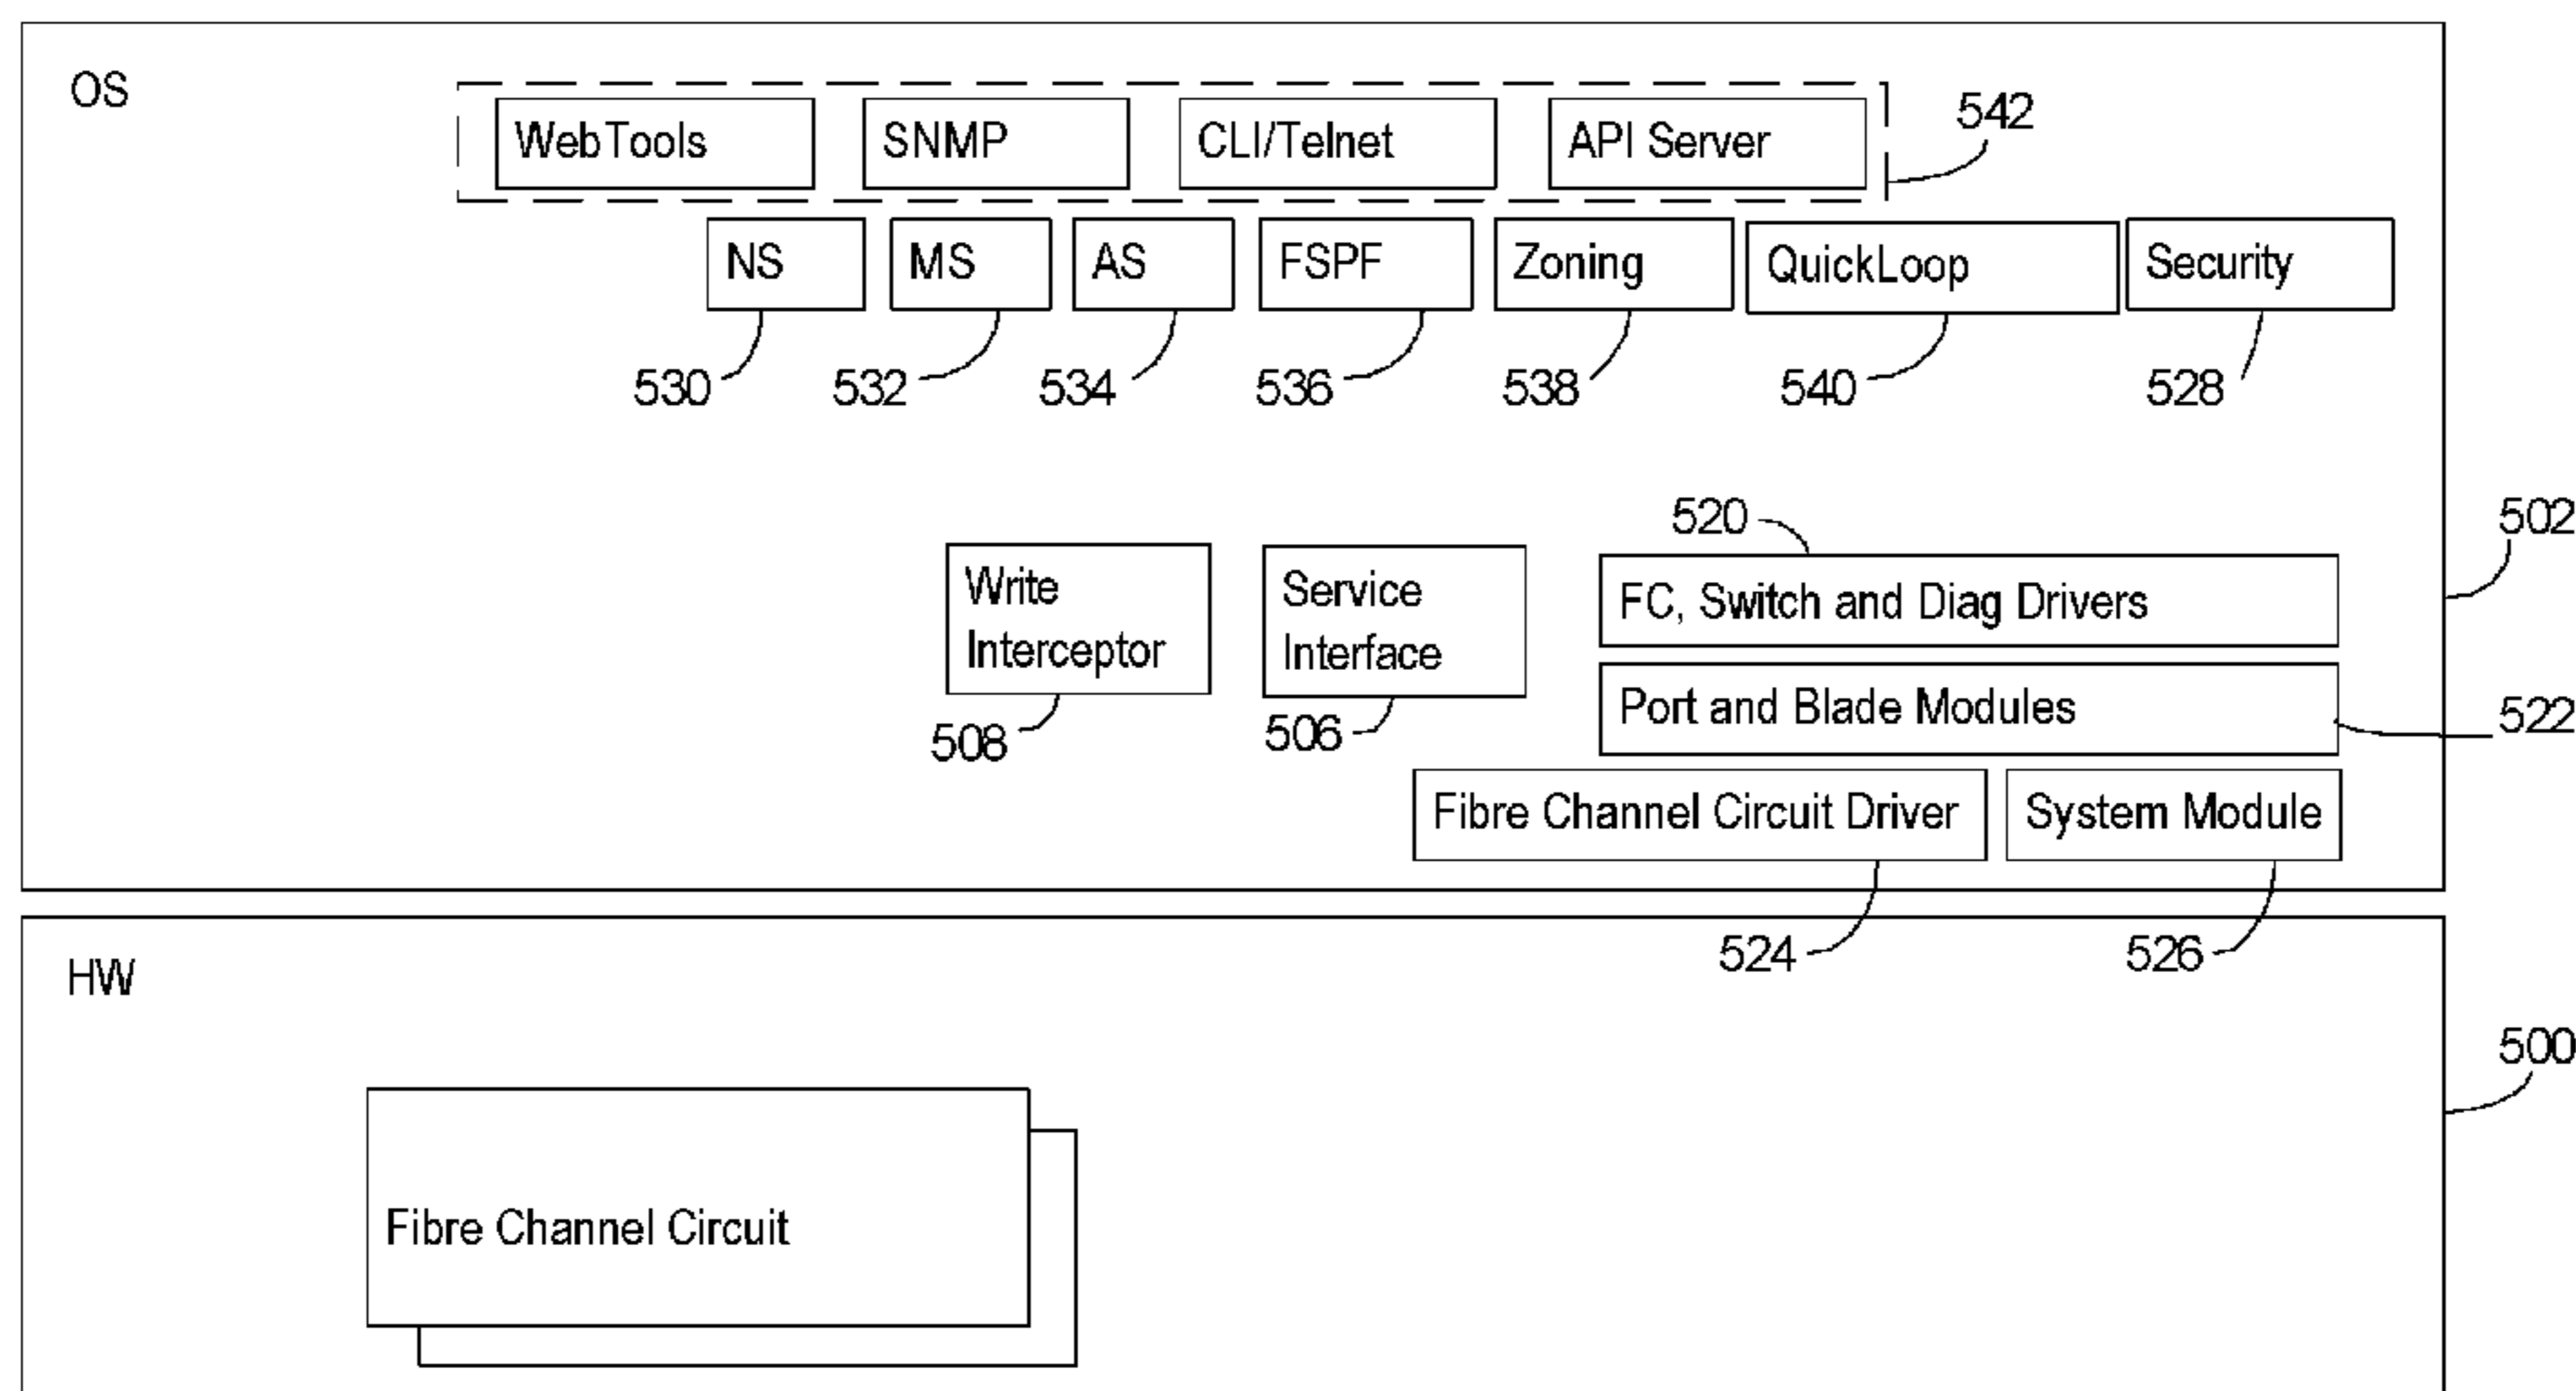 OS
WebTools SNMP CLI/Telnet API Server
542
NS MS AS FSPF Zoning QuickLoop Security
530 532 534 536 538 540 528
502
520
Write
Interceptor
Service
Interface
FC, Switch and Diag Drivers
508
506
Port and Blade Modules
522
Fibre Channel Circuit Driver System Module
524 526
HW
500
Fibre Channel Circuit